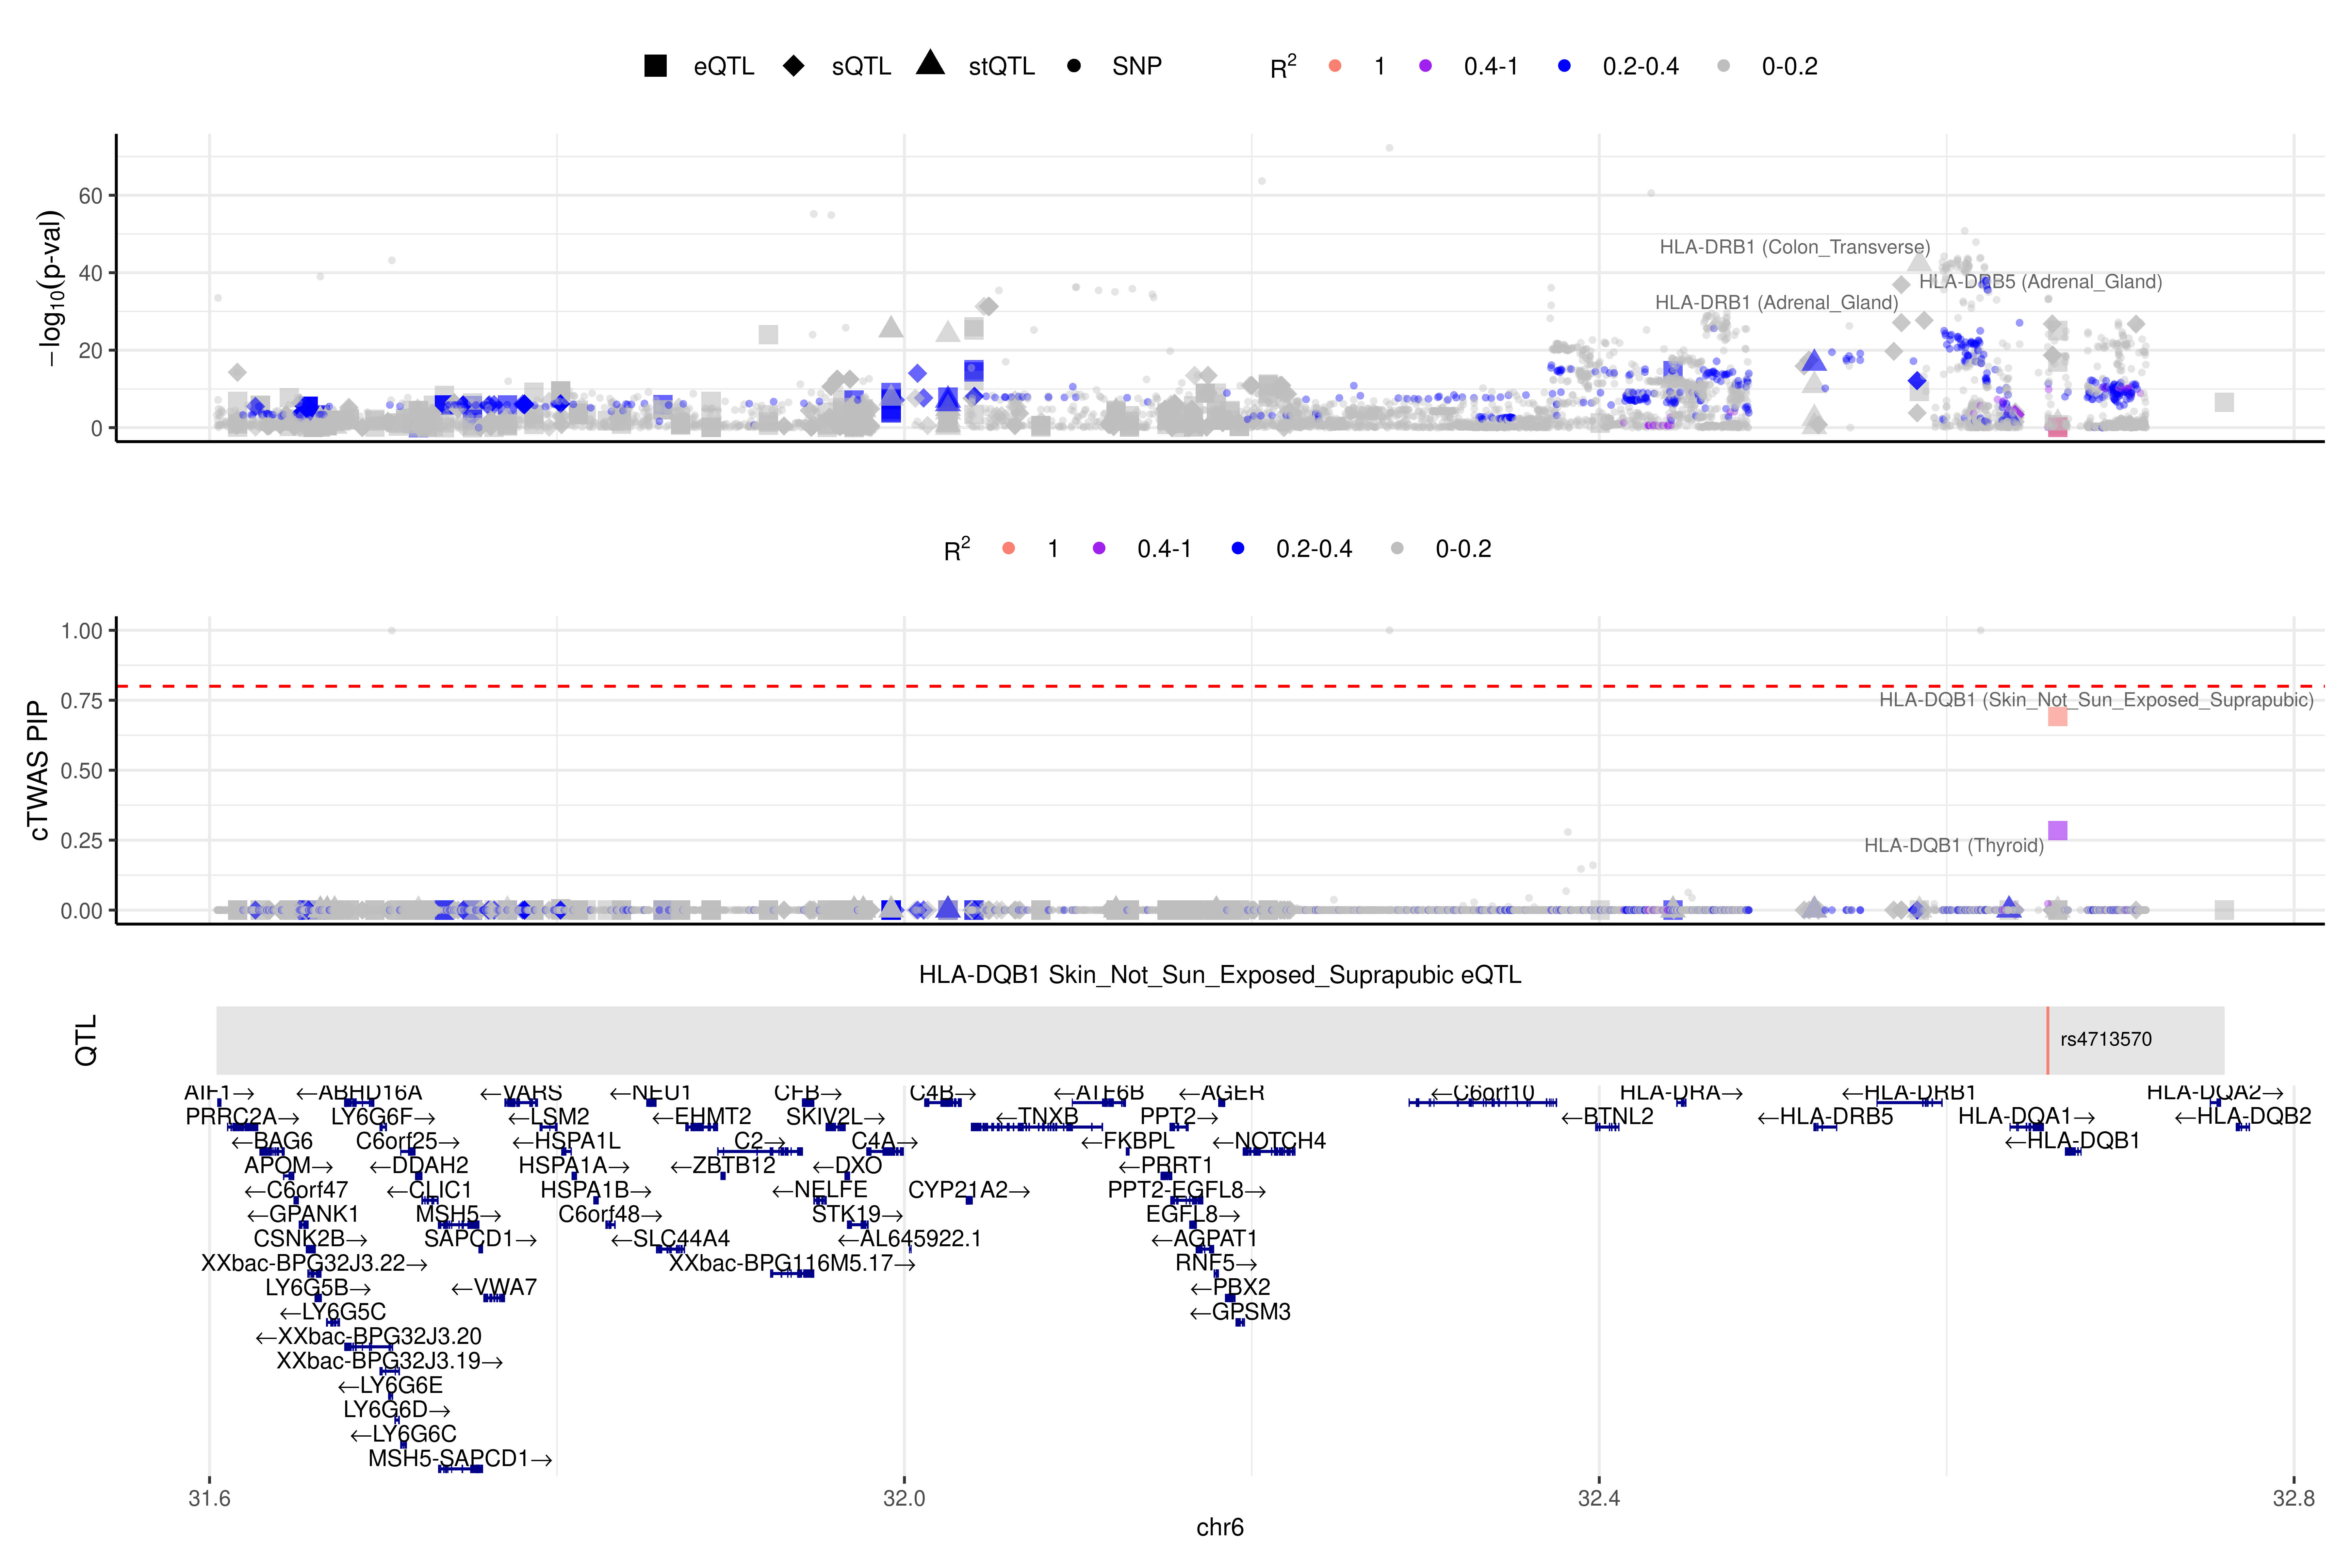 eQTL sQTL stQTL SNP R2 1 0.4-1 0.2-0.4 0-0.2
−log10(p-val)
60
40
20
0
HLA-DRB1 (Colon_Transverse)
HLA-DRB5 (Adrenal_Gland)
HLA-DRB1 (Adrenal_Gland)
R2 1 0.4-1 0.2-0.4 0-0.2
cTWAS PIP
1.00
0.75
0.50
0.25
0.00
HLA-DQB1 (Skin_Not_Sun_Exposed_Suprapubic)
HLA-DQB1 (Thyroid)
HLA-DQB1 Skin_Not_Sun_Exposed_Suprapubic eQTL
QTL
rs4713570
AIF1→ ←ABHD16A ←VARS ←NEU1 CFB→ C4B→ ←ATF6B ←AGER ←C6orf10 HLA-DRA→ ←HLA-DRB1 HLA-DQA2→
PRRC2A→ LY6G6F→ ←LSM2 ←EHMT2 SKIV2L→ ←TNXB PPT2→ ←BTNL2 ←HLA-DRB5 HLA-DQA1→ ←HLA-DQB2
←BAG6 C6orf25→ ←HSPA1L C2→ C4A→ ←FKBPL ←NOTCH4 ←HLA-DQB1
APOM→ ←DDAH2 HSPA1A→ ←ZBTB12 ←DXO ←PRRT1
←C6orf47 ←CLIC1 HSPA1B→ ←NELFE CYP21A2→ PPT2-EGFL8→
←GPANK1 MSH5→ C6orf48→ STK19→ EGFL8→
CSNK2B→ SAPCD1→ ←SLC44A4 ←AL645922.1 ←AGPAT1
XXbac-BPG32J3.22→ XXbac-BPG116M5.17→ RNF5→
LY6G5B→ ←VWA7 ←PBX2
←LY6G5C ←GPSM3
←XXbac-BPG32J3.20
XXbac-BPG32J3.19→
←LY6G6E
LY6G6D→
←LY6G6C
MSH5-SAPCD1→
31.6 32.0 32.4 32.8
chr6